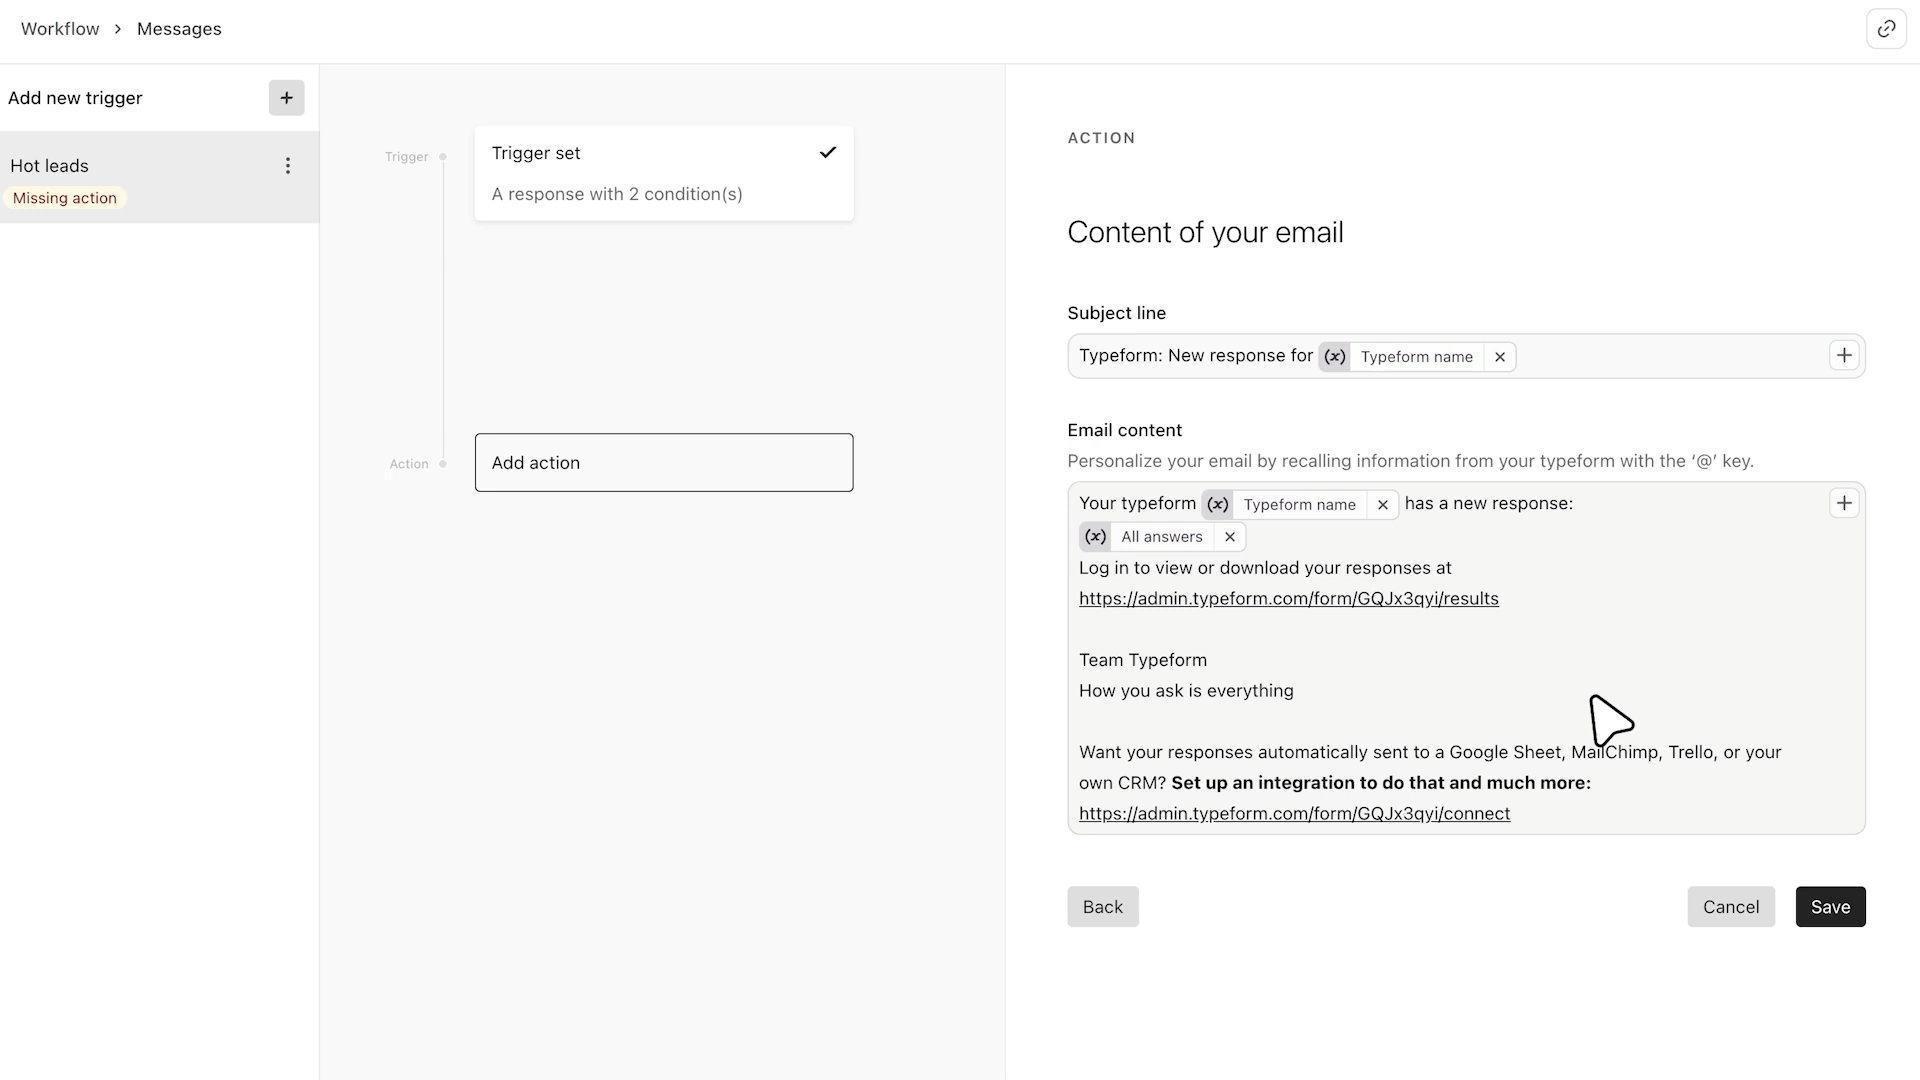 Workflow > Messages
Add new trigger +
Hot leads
Missing action
Trigger
Trigger set
A response with 2 condition(s)
Action
Add action
ACTION
Content of your email
Subject line
Typeform: New response for (x) Typeform name ×
Email content
Personalize your email by recalling information from your typeform with the ‘@’ key.
Your typeform (x) Typeform name × has a new response:
(x) All answers ×
Log in to view or download your responses at
https://admin.typeform.com/form/GQJx3qyi/results
Team Typeform
How you ask is everything
Want your responses automatically sent to a Google Sheet, MailChimp, Trello, or your
own CRM? Set up an integration to do that and much more:
https://admin.typeform.com/form/GQJx3qyi/connect
Back
Cancel
Save